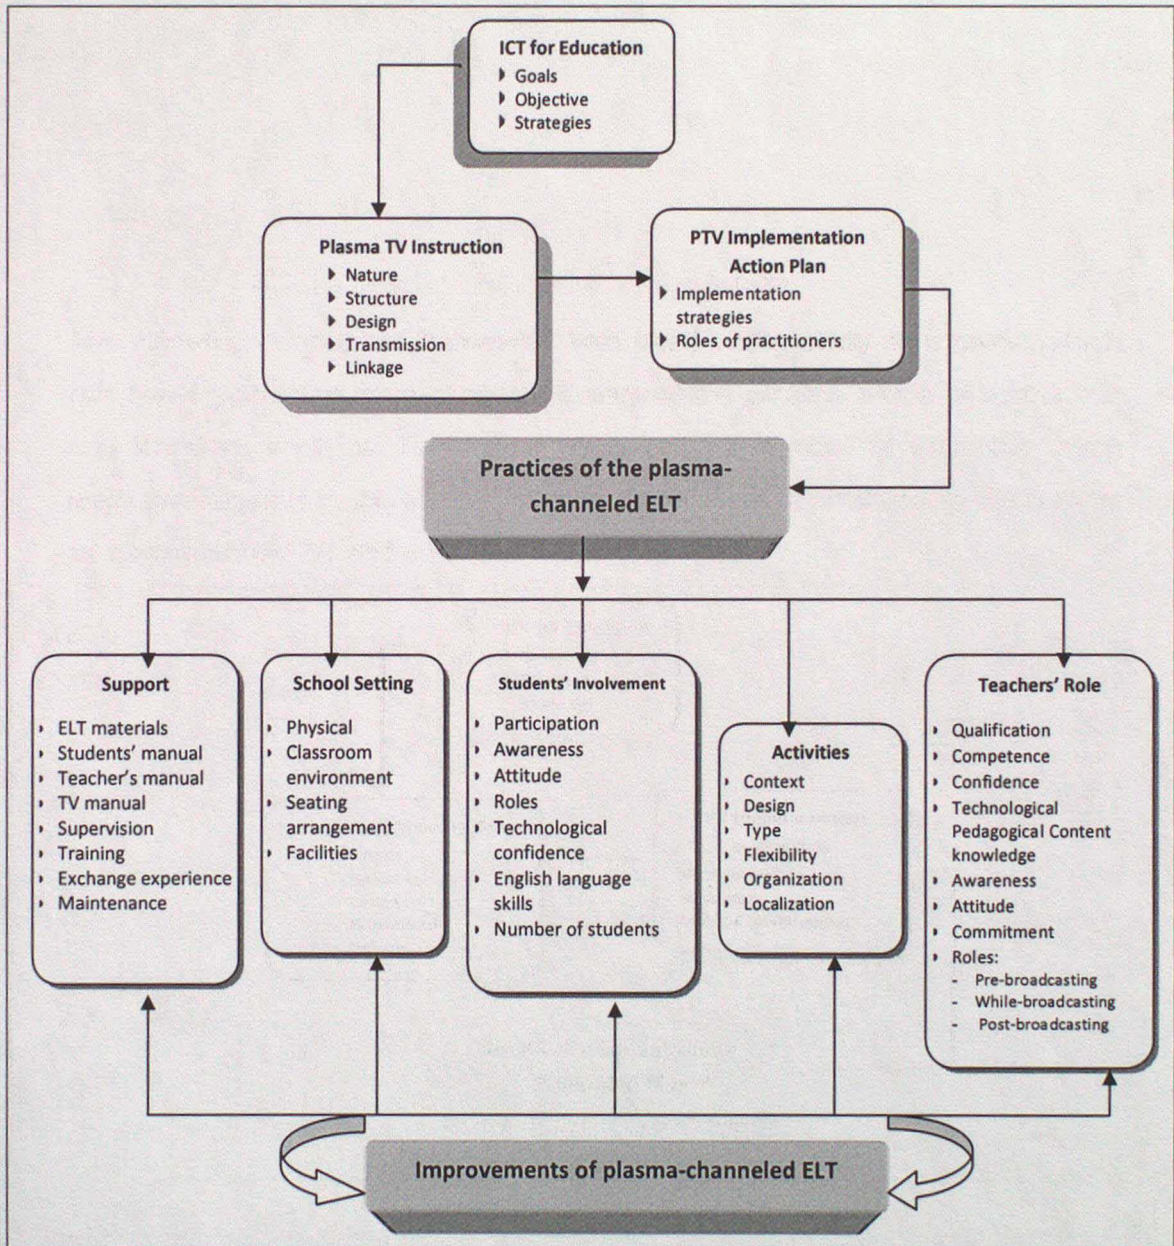 ICT for Education
Goals
Objective
Strategies
Plasma TV Instruction
Nature
Structure
Design
Transmission
Linkage
PTV Implementation
Action Plan
Implementation
strategies
Roles of practitioners
Practices of the plasma-
channeled ELT
Support
ELT materials
Students' manual
Teacher's manual
TV manual
Supervision
Training
Exchange experience
Maintenance
School Setting
Physical
Classroom
environment
Seating
arrangement
Facilities
Students' Involvement
Participation
Awareness
Attitude
Roles
Technological
confidence
English language
skills
Number of students
Activities
Context
Design
Type
Flexibility
Organization
Localization
Teachers' Role
Qualification
Competence
Confidence
Technological
Pedagogical Content
knowledge
Awareness
Attitude
Commitment
Roles:
- Pre-broadcasting
- While-broadcasting
- Post-broadcasting
Improvements of plasma-channeled ELT